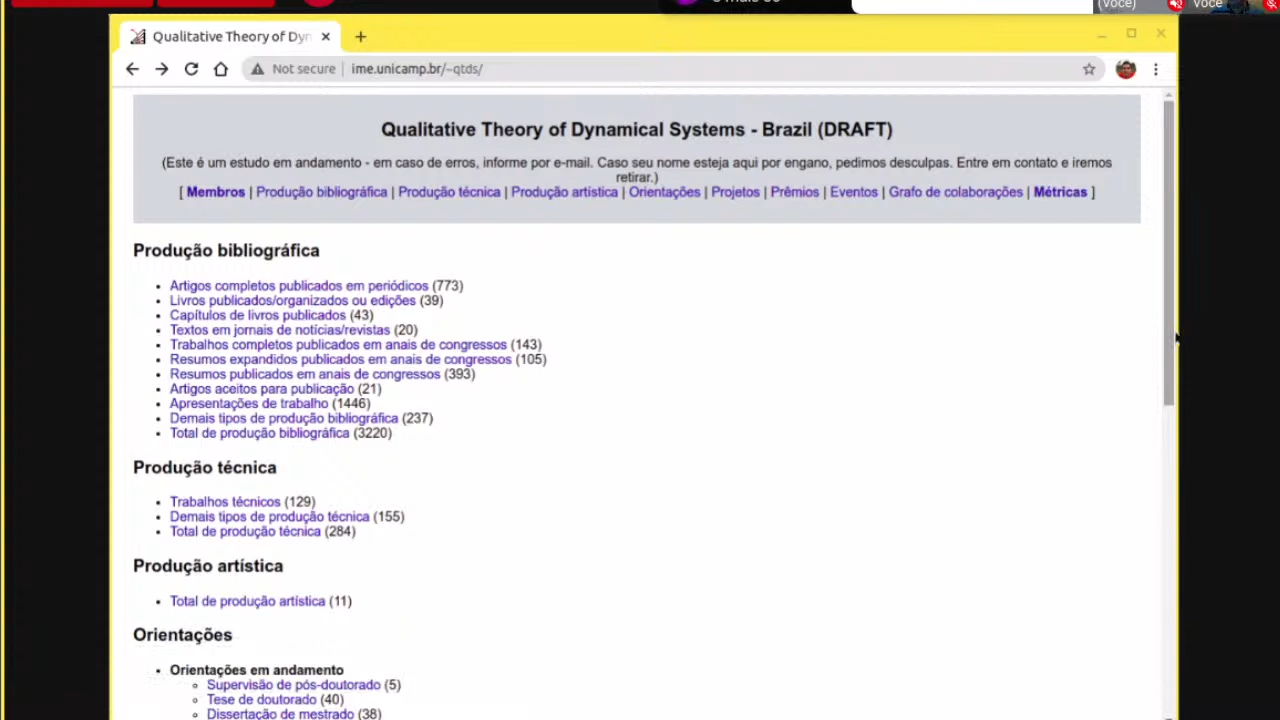 (Você)
Você
Qualitative Theory of Dyn
Not secure | ime.unicamp.br/~qtds/
Qualitative Theory of Dynamical Systems - Brazil (DRAFT)
(Este é um estudo em andamento - em caso de erros, informe por e-mail. Caso seu nome esteja aqui por engano, pedimos desculpas. Entre em contato e iremos
retirar.)
[ Membros | Produção bibliográfica | Produção técnica | Produção artística | Orientações | Projetos | Prêmios | Eventos | Grafo de colaborações | Métricas ]
Produção bibliográfica
• Artigos completos publicados em periódicos (773)
• Livros publicados/organizados ou edições (39)
• Capítulos de livros publicados (43)
• Textos em jornais de notícias/revistas (20)
• Trabalhos completos publicados em anais de congressos (143)
• Resumos expandidos publicados em anais de congressos (105)
• Resumos publicados em anais de congressos (393)
• Artigos aceitos para publicação (21)
• Apresentações de trabalho (1446)
• Demais tipos de produção bibliográfica (237)
• Total de produção bibliográfica (3220)
Produção técnica
• Trabalhos técnicos (129)
• Demais tipos de produção técnica (155)
• Total de produção técnica (284)
Produção artística
• Total de produção artística (11)
Orientações
• Orientações em andamento
◦ Supervisão de pós-doutorado (5)
◦ Tese de doutorado (40)
◦ Dissertação de mestrado (38)